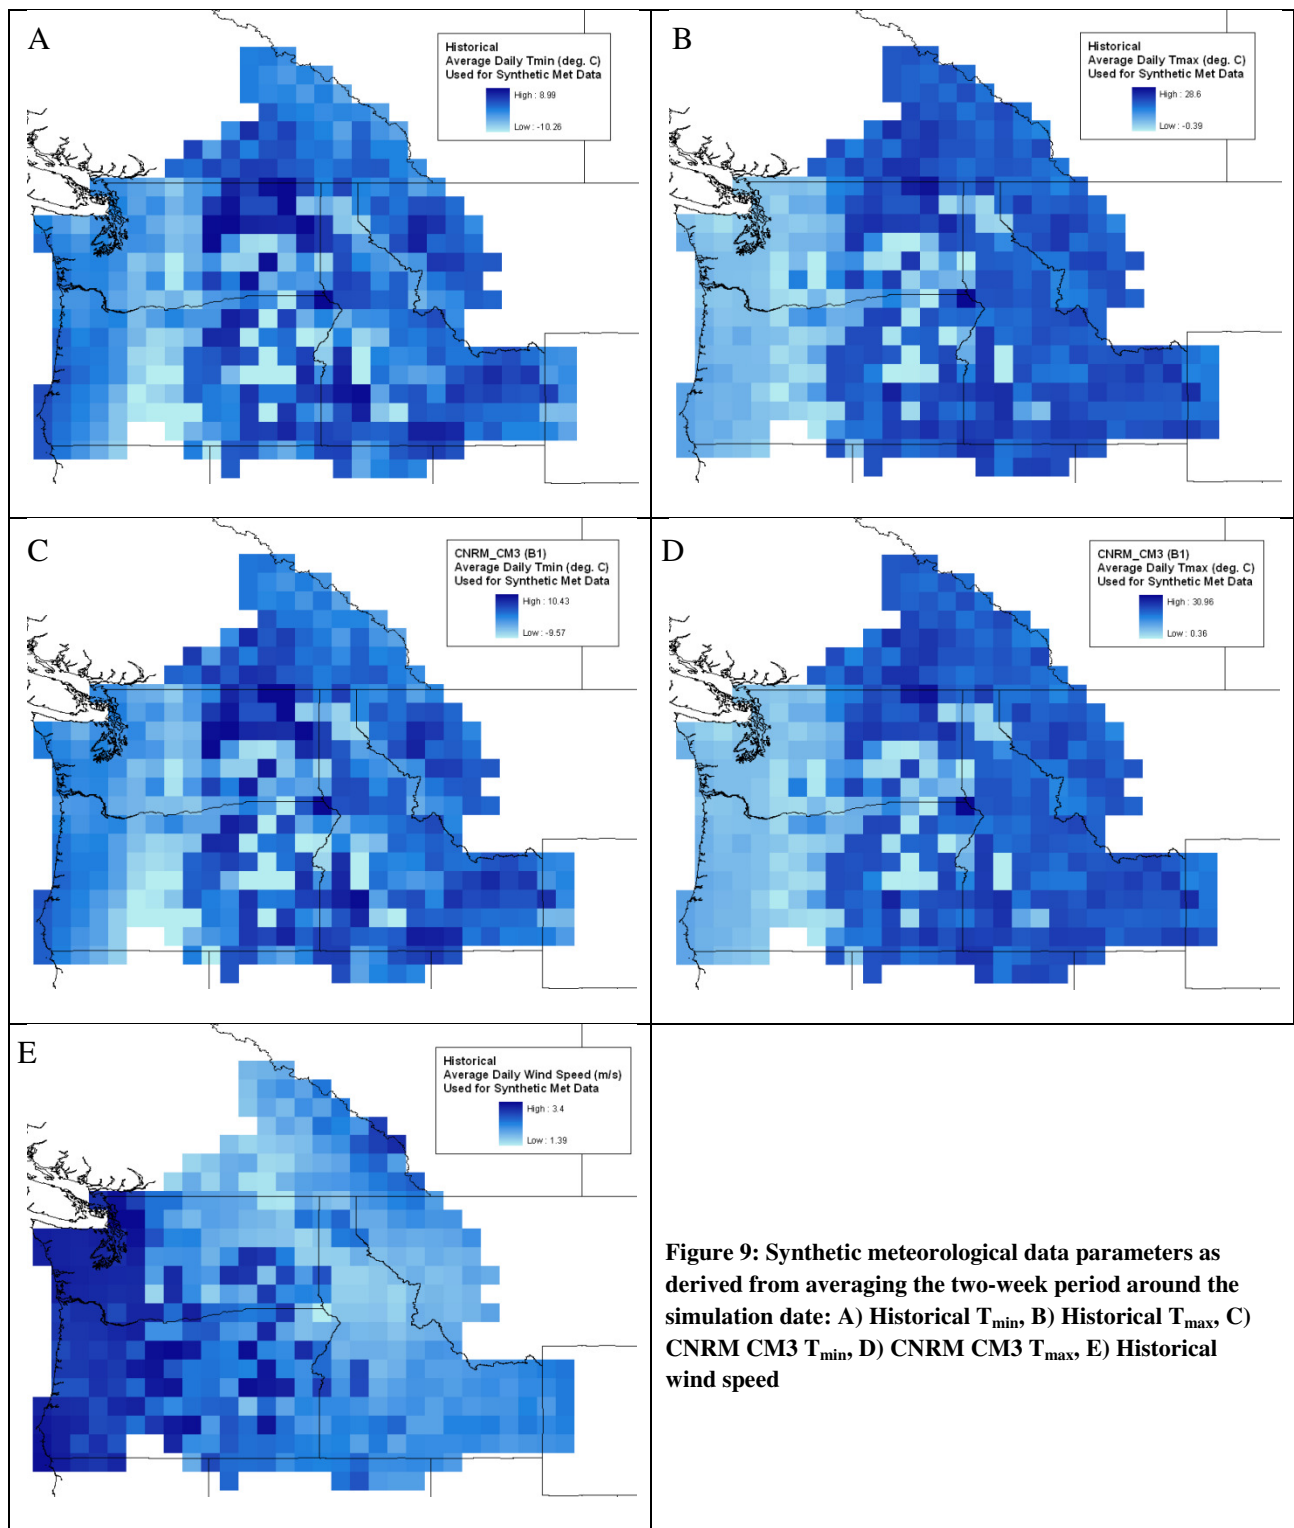 A
Historical
Average Daily Tmin (deg. C)
Used for Synthetic Met Data
High : 8.99
Low : -10.26
B
Historical
Average Daily Tmax (deg. C)
Used for Synthetic Met Data
High : 28.6
Low : -0.39
C
CNRM_CM3 (B1)
Average Daily Tmin (deg. C)
Used for Synthetic Met Data
High : 10.43
Low : -9.57
D
CNRM_CM3 (B1)
Average Daily Tmax (deg. C)
Used for Synthetic Met Data
High : 30.96
Low : 0.36
E
Historical
Average Daily Wind Speed (m/s)
Used for Synthetic Met Data
High : 3.4
Low : 1.39
Figure 9: Synthetic meteorological data parameters as
derived from averaging the two-week period around the
simulation date: A) Historical Tmin, B) Historical Tmax, C)
CNRM CM3 Tmin, D) CNRM CM3 Tmax, E) Historical
wind speed